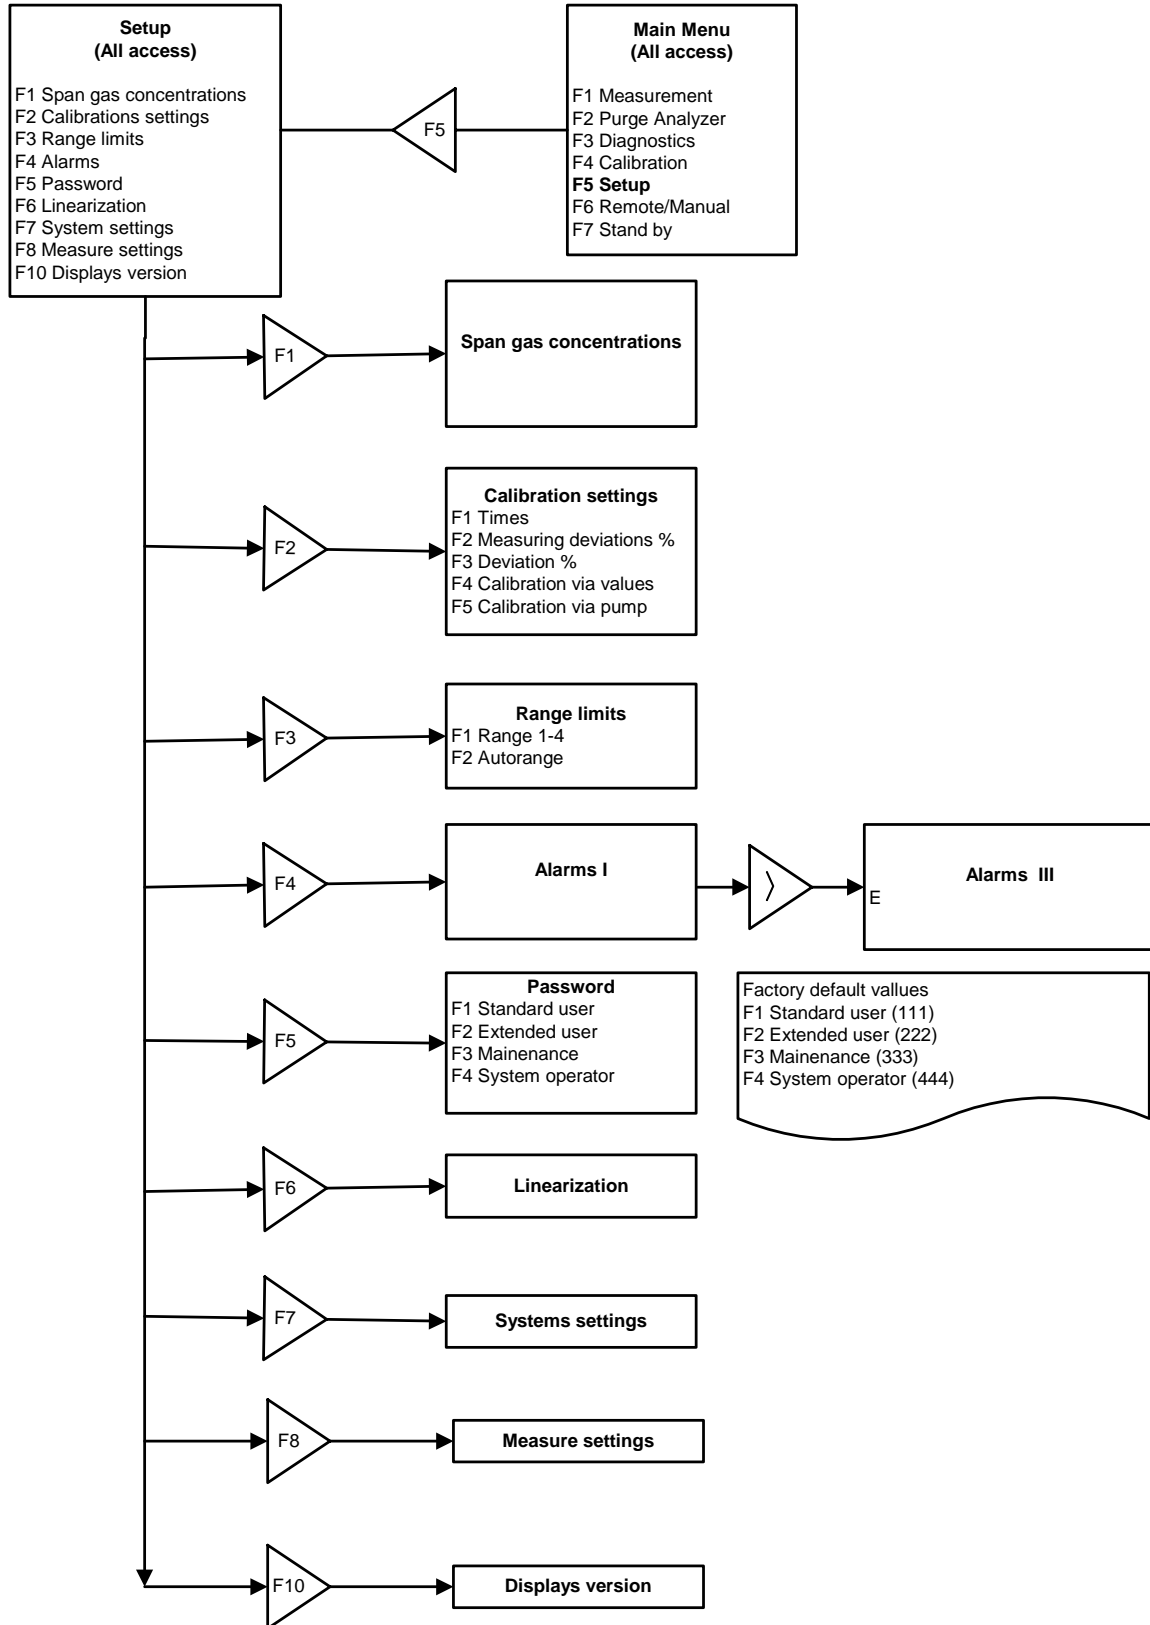 Setup
(All access)
F1 Span gas concentrations
F2 Calibrations settings
F3 Range limits
F4 Alarms
F5 Password
F6 Linearization
F7 System settings
F8 Measure settings
F10 Displays version
F5
Main Menu
(All access)
F1 Measurement
F2 Purge Analyzer
F3 Diagnostics
F4 Calibration
F5 Setup
F6 Remote/Manual
F7 Stand by
F1
Span gas concentrations
F2
Calibration settings
F1 Times
F2 Measuring deviations %
F3 Deviation %
F4 Calibration via values
F5 Calibration via pump
F3
Range limits
F1 Range 1-4
F2 Autorange
F4
Alarms I
〉
Alarms III
E
F5
Password
F1 Standard user
F2 Extended user
F3 Mainenance
F4 System operator
Factory default vallues
F1 Standard user (111)
F2 Extended user (222)
F3 Mainenance (333)
F4 System operator (444)
F6
Linearization
F7
Systems settings
F8
Measure settings
F10
Displays version